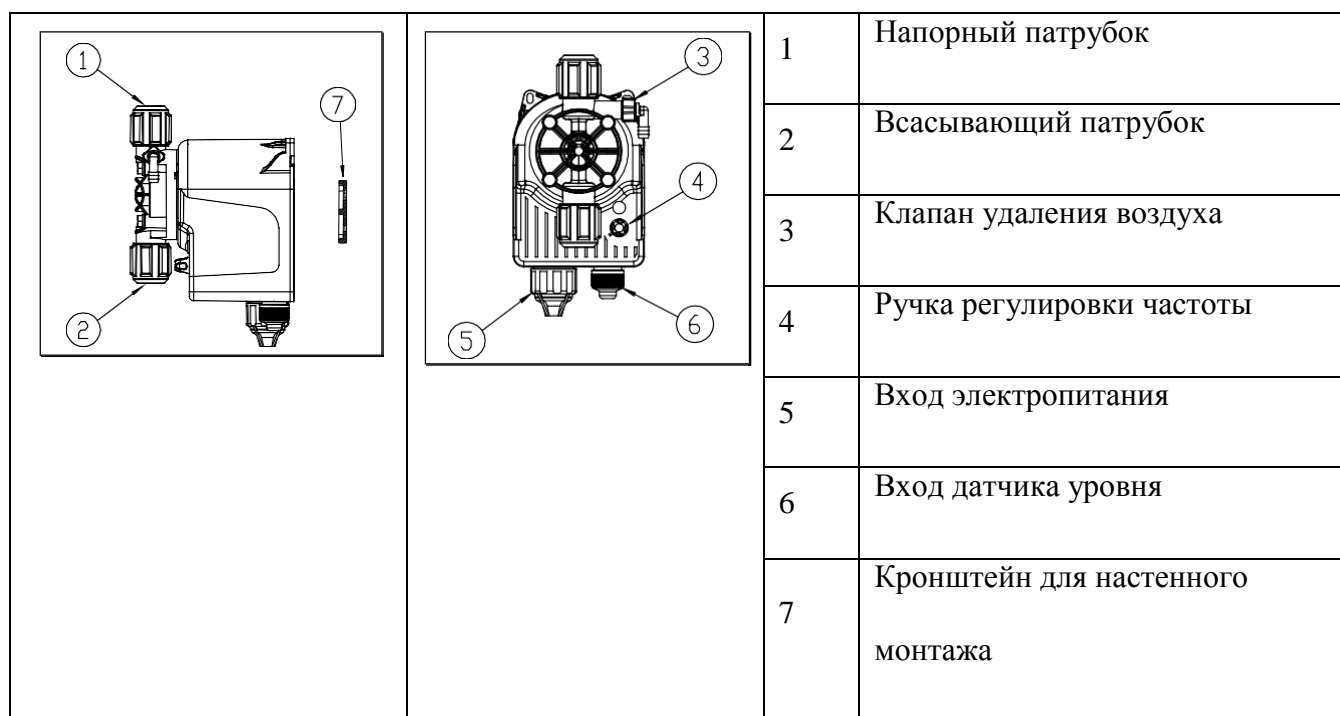 1
7
2
3
4
5
6
1 Напорный патрубок
2 Всасывающий патрубок
3 Клапан удаления воздуха
4 Ручка регулировки частоты
5 Вход электропитания
6 Вход датчика уровня
7 Кронштейн для настенного
монтажа